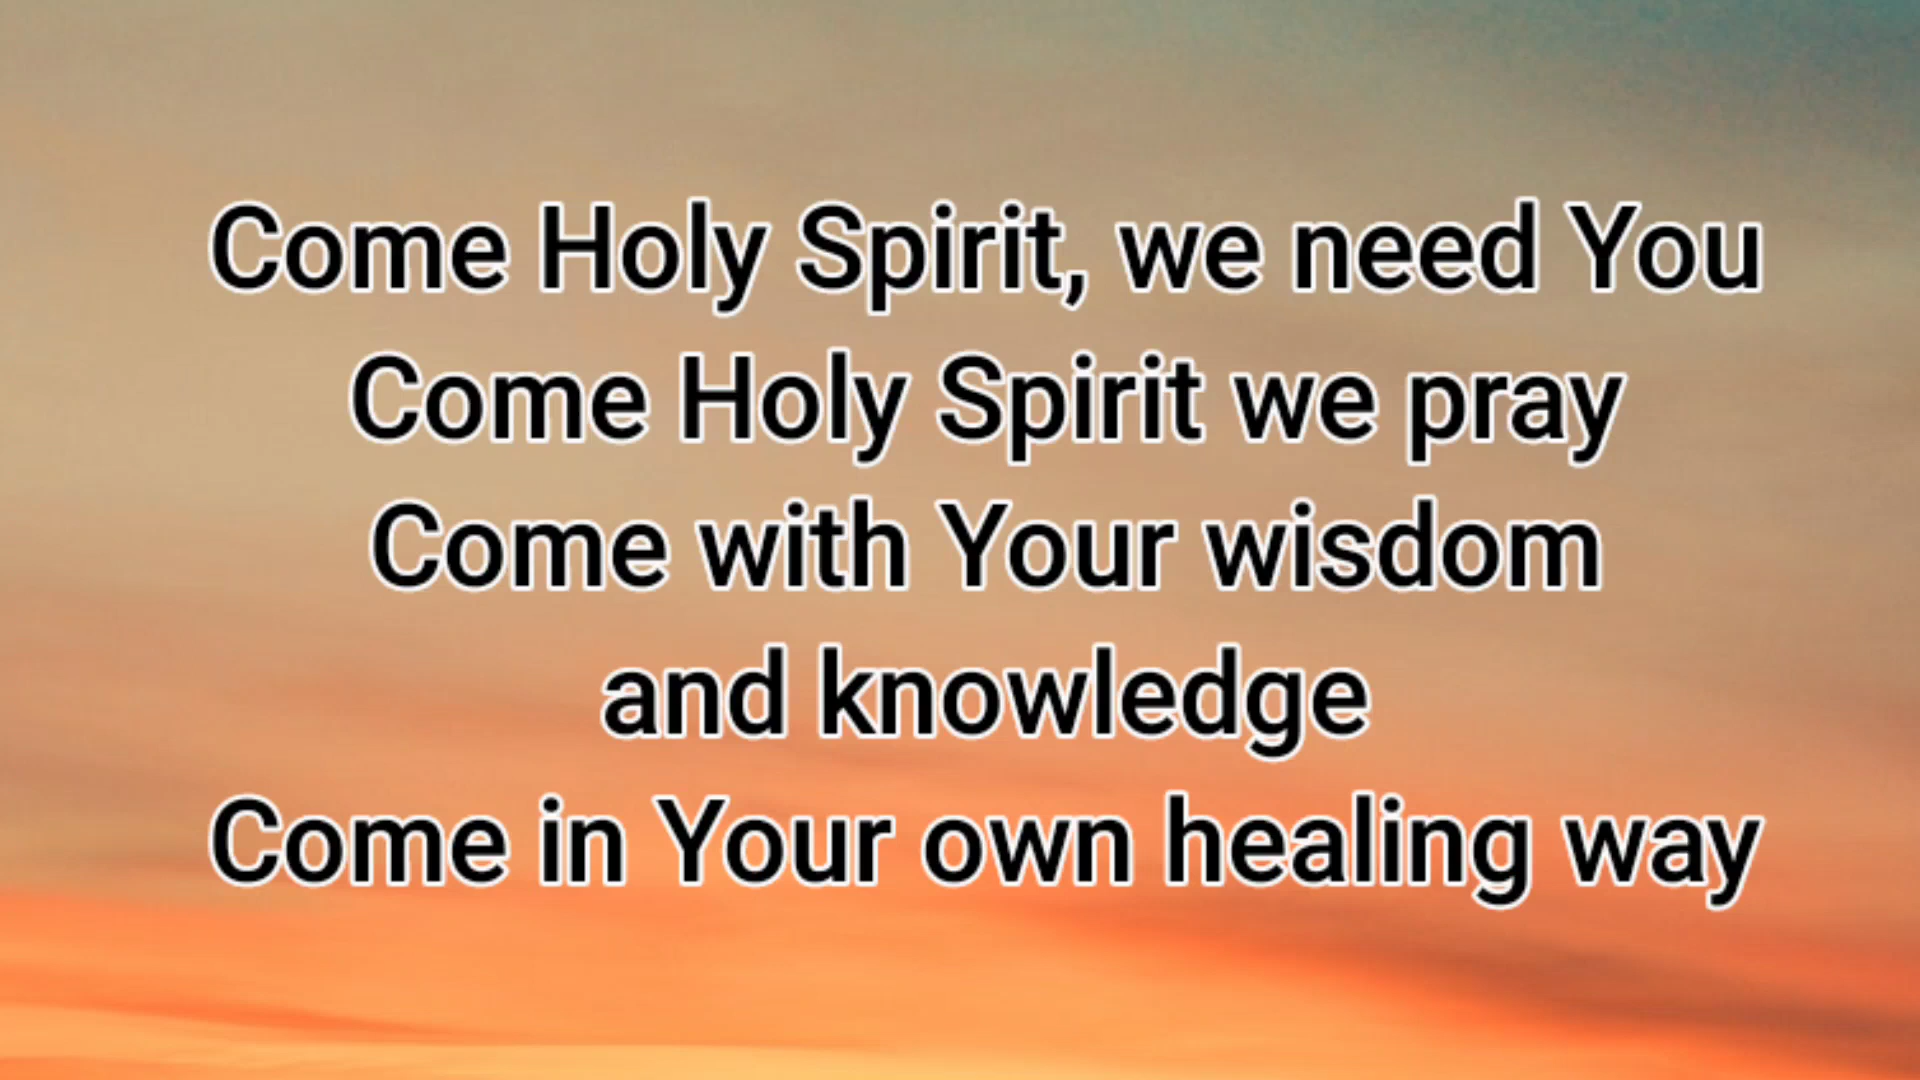 Come Holy Spirit, we need You
Come Holy Spirit we pray
Come with Your wisdom
and knowledge
Come in Your own healing way